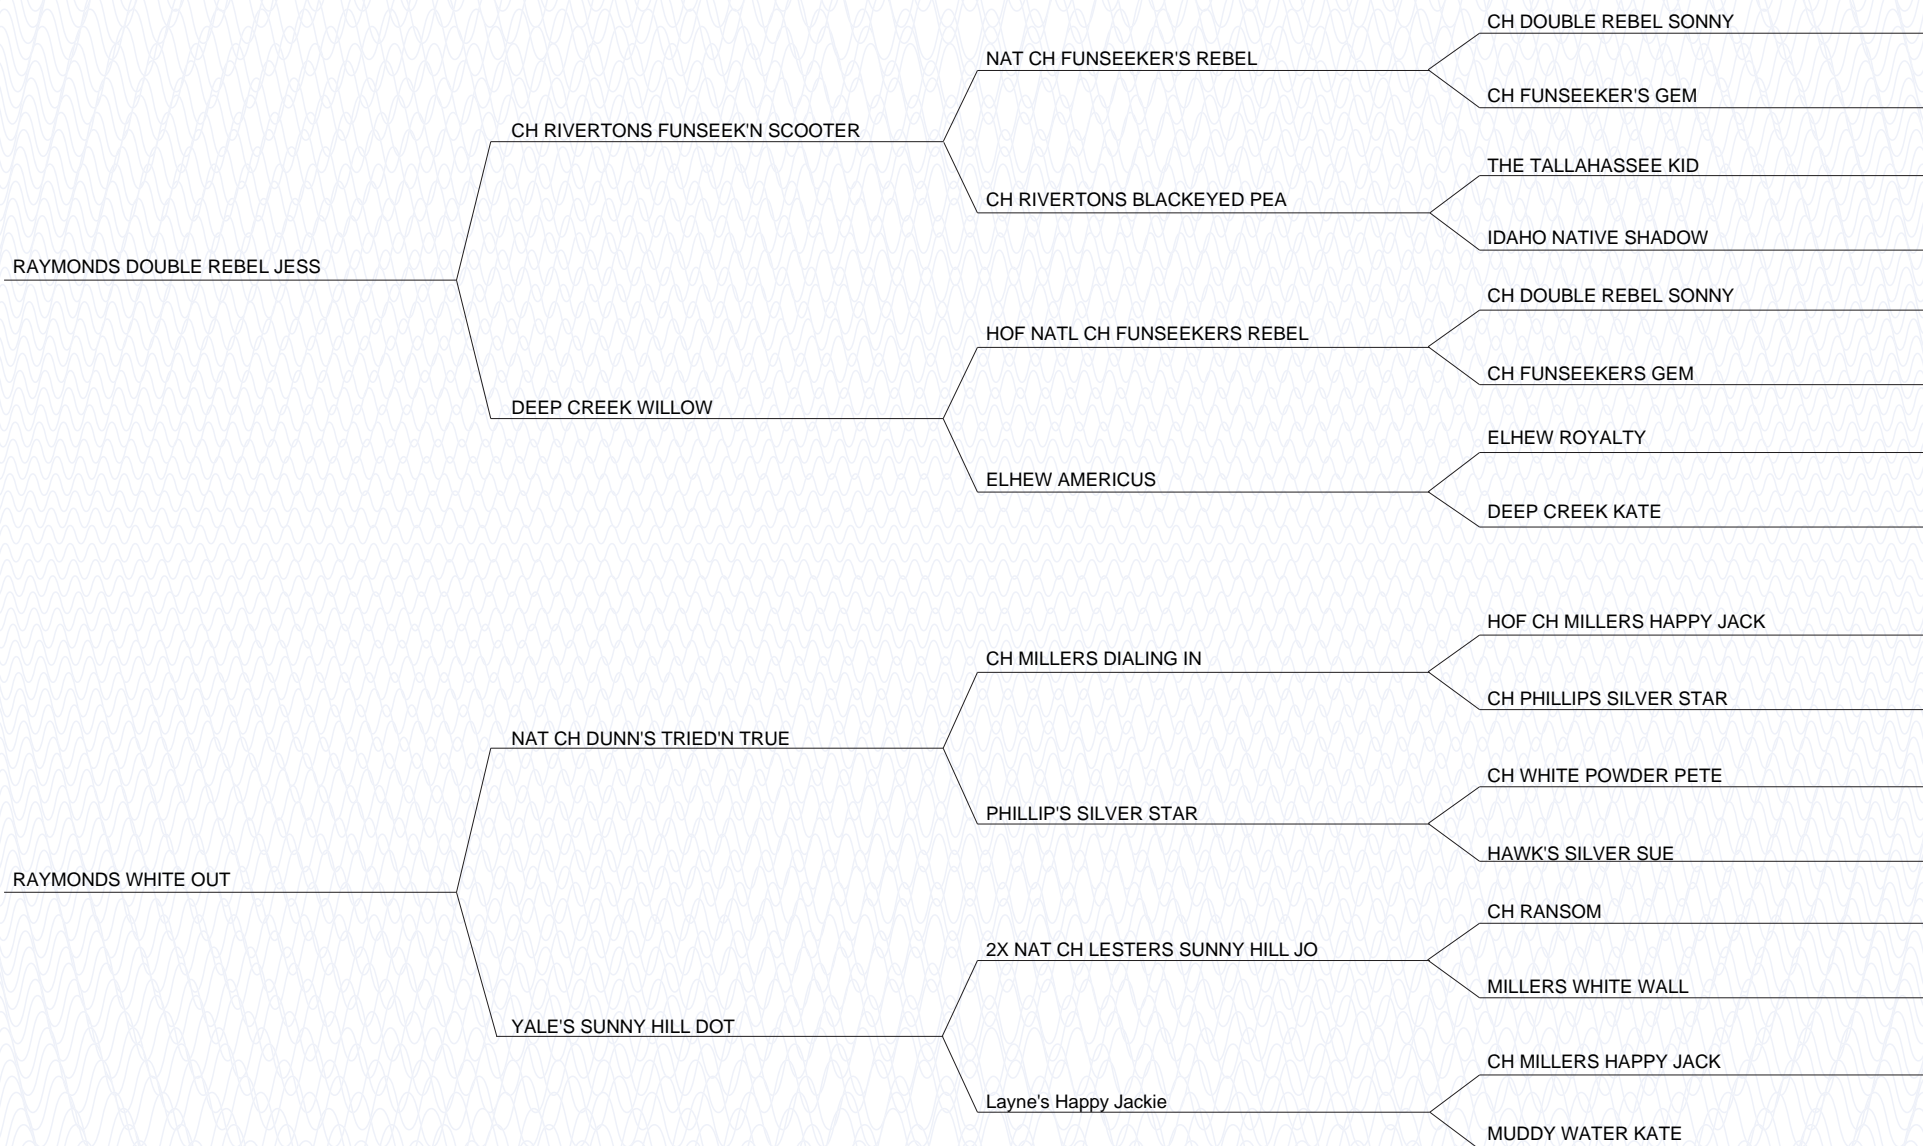 CH DOUBLE REBEL SONNY
NAT CH FUNSEEKER'S REBEL
CH FUNSEEKER'S GEM
CH RIVERTONS FUNSEEK'N SCOOTER
THE TALLAHASSEE KID
CH RIVERTONS BLACKEYED PEA
IDAHO NATIVE SHADOW
RAYMONDS DOUBLE REBEL JESS
CH DOUBLE REBEL SONNY
HOF NATL CH FUNSEEKERS REBEL
CH FUNSEEKERS GEM
DEEP CREEK WILLOW
ELHEW ROYALTY
ELHEW AMERICUS
DEEP CREEK KATE
HOF CH MILLERS HAPPY JACK
CH MILLERS DIALING IN
CH PHILLIPS SILVER STAR
NAT CH DUNN'S TRIED'N TRUE
CH WHITE POWDER PETE
PHILLIP'S SILVER STAR
HAWK'S SILVER SUE
RAYMONDS WHITE OUT
CH RANSOM
2X NAT CH LESTERS SUNNY HILL JO
MILLERS WHITE WALL
YALE'S SUNNY HILL DOT
CH MILLERS HAPPY JACK
Layne's Happy Jackie
MUDDY WATER KATE